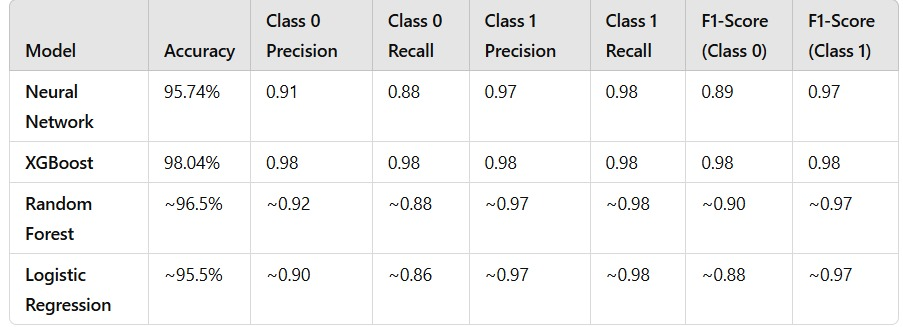 Model Accuracy Class 0 Precision Class 0 Recall Class 1 Precision Class 1 Recall F1-Score (Class 0) F1-Score (Class 1)
Neural Network 95.74% 0.91 0.88 0.97 0.98 0.89 0.97
XGBoost 98.04% 0.98 0.98 0.98 0.98 0.98 0.98
Random Forest ~96.5% ~0.92 ~0.88 ~0.97 ~0.98 ~0.90 ~0.97
Logistic Regression ~95.5% ~0.90 ~0.86 ~0.97 ~0.98 ~0.88 ~0.97